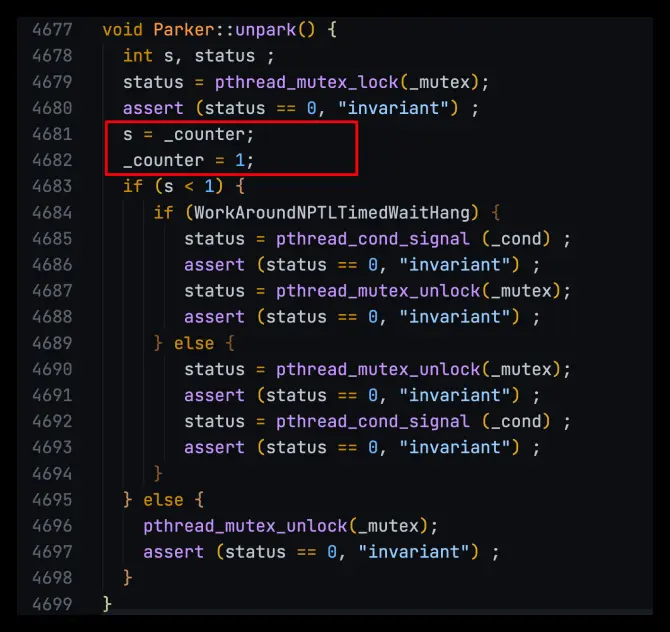 4677 void Parker::unpark() {
4678 int s, status ;
4679 status = pthread_mutex_lock(_mutex);
4680 assert (status == 0, "invariant") ;
4681 s = _counter;
4682 _counter = 1;
4683 if (s < 1) {
4684 if (WorkAroundNPTLTimedWaitHang) {
4685 status = pthread_cond_signal (_cond) ;
4686 assert (status == 0, "invariant") ;
4687 status = pthread_mutex_unlock(_mutex);
4688 assert (status == 0, "invariant") ;
4689 } else {
4690 status = pthread_mutex_unlock(_mutex);
4691 assert (status == 0, "invariant") ;
4692 status = pthread_cond_signal (_cond) ;
4693 assert (status == 0, "invariant") ;
4694 }
4695 } else {
4696 pthread_mutex_unlock(_mutex);
4697 assert (status == 0, "invariant") ;
4698 }
4699 }